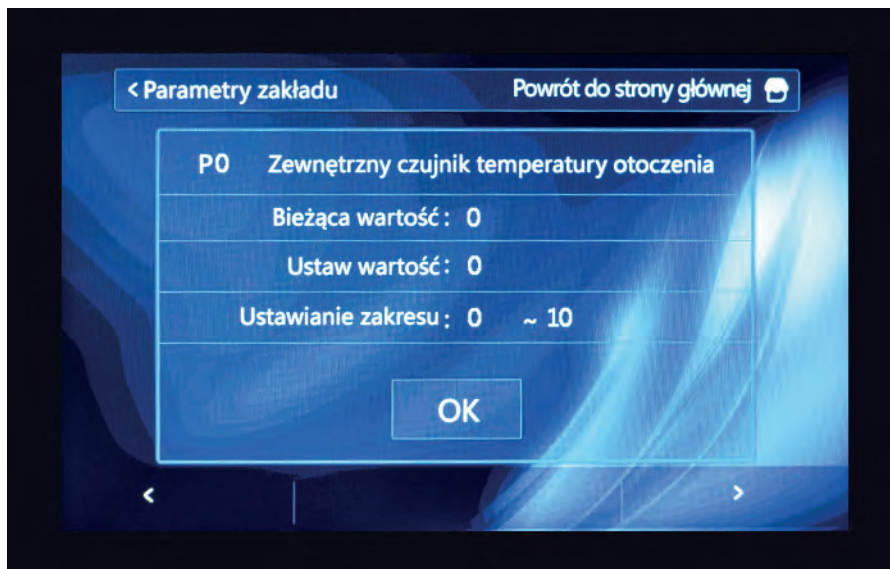 < Parametry zakładu Powrót do strony głównej
P0 Zewnętrzny czujnik temperatury otoczenia
Bieżąca wartość: 0
Ustaw wartość: 0
Ustawianie zakresu: 0 ~ 10
OK
< >